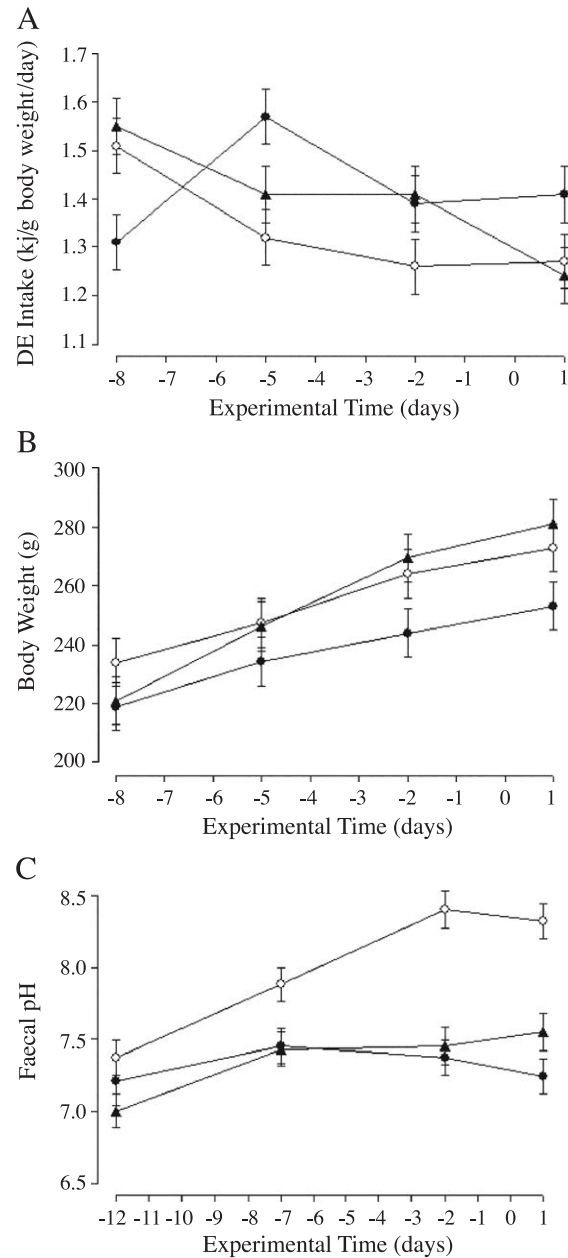 A
DE Intake (kj/g body weight/day)
1.7
1.6
1.5
1.4
1.3
1.2
1.1
-8 -7 -6 -5 -4 -3 -2 -1 0 1
Experimental Time (days)
B
Body Weight (g)
300
280
260
240
220
200
-8 -7 -6 -5 -4 -3 -2 -1 0 1
Experimental Time (days)
C
Faecal pH
8.5
8.0
7.5
7.0
6.5
-12 -11 -10 -9 -8 -7 -6 -5 -4 -3 -2 -1 0 1
Experimental Time (days)